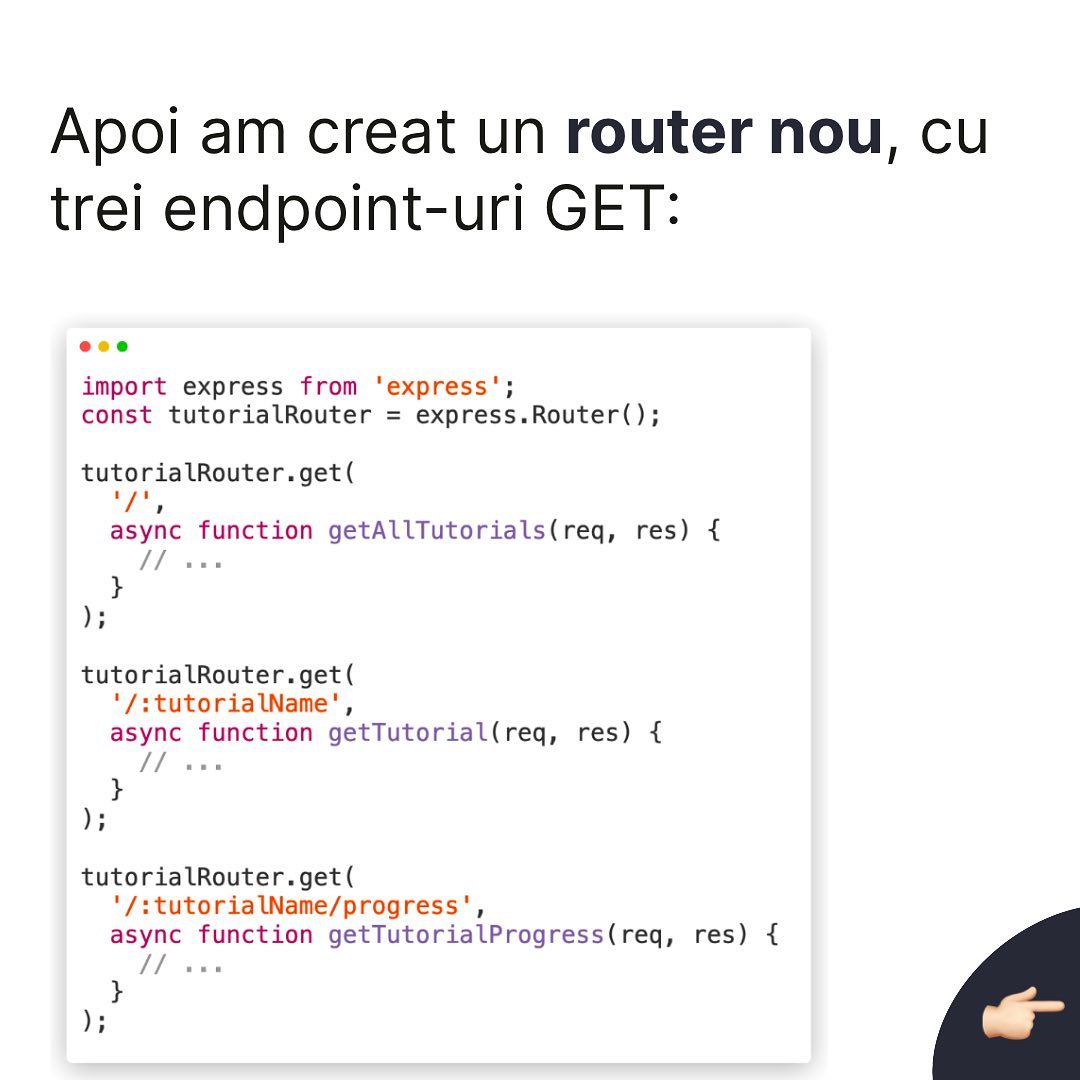 Apoi am creat un router nou, cu
trei endpoint-uri GET:
import express from 'express';
const tutorialRouter = express.Router();
tutorialRouter.get(
'/',
async function getAllTutorials(req, res) {
// ...
}
);
tutorialRouter.get(
'/:tutorialName',
async function getTutorial(req, res) {
// ...
}
);
tutorialRouter.get(
'/:tutorialName/progress',
async function getTutorialProgress(req, res) {
// ...
}
);